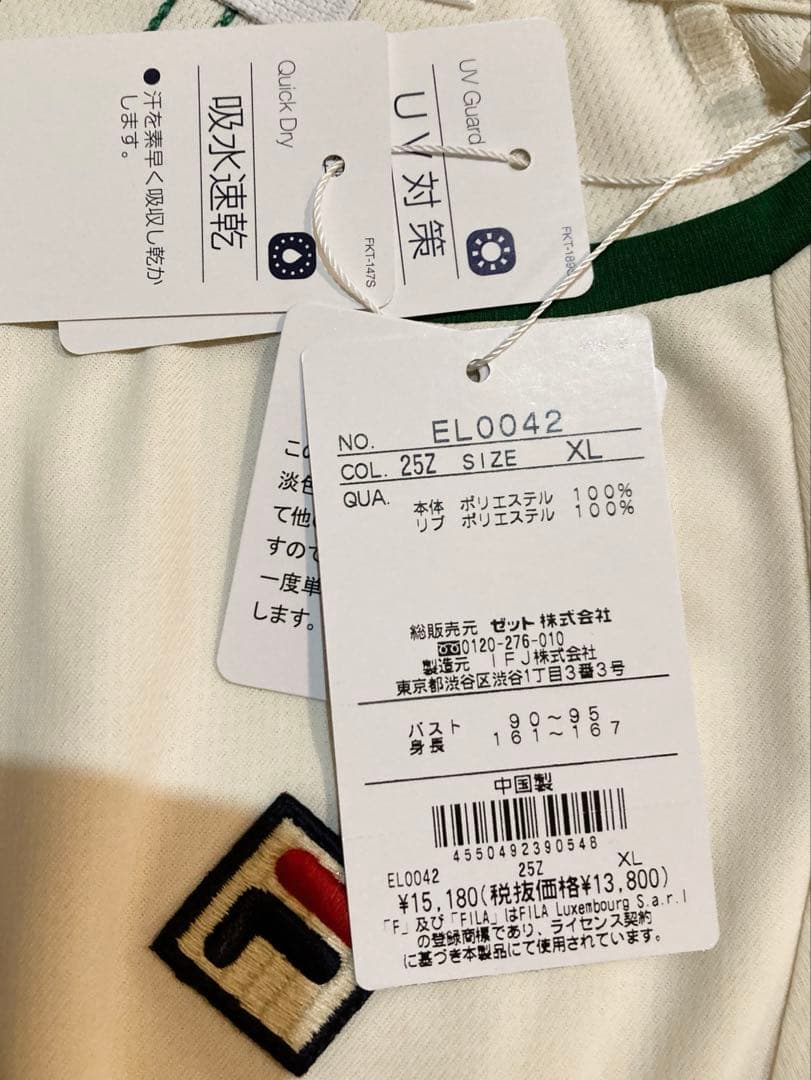 Quick Dry
吸水速乾
●汗を素早く吸収し乾か
します。
FKT-147S
UV Guard
UV対策
この
淡色
て他
すので
一度単
します。
NO. EL0042
COL. 25Z SIZE XL
QUA. 本体 ポリエステル 100%
リブ ポリエステル 100%
総販売元 ゼット株式会社
0120-276-010
製造元 IFJ株式会社
東京都渋谷区渋谷1丁目3番3号
バスト 90～95
身長 161～167
中国製
4550492390548
EL0042 25Z XL
¥15,180(税抜価格¥13,800)
「F」及び「FILA」はFILA Luxembourg S.a.r.l
の登録商標であり、ライセンス契約
に基づき本製品にて使用されています。